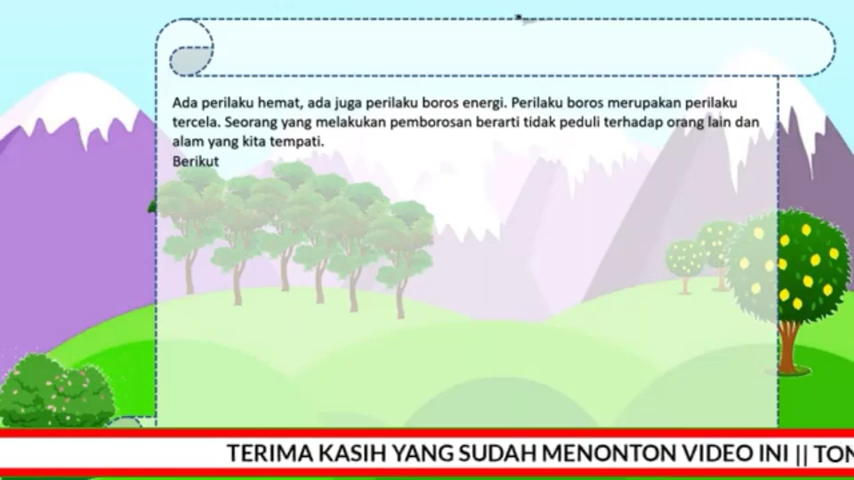 Ada perilaku hemat, ada juga perilaku boros energi. Perilaku boros merupakan perilaku
tercela. Seorang yang melakukan pemborosan berarti tidak peduli terhadap orang lain dan
alam yang kita tempati.
Berikut
TERIMA KASIH YANG SUDAH MENONTON VIDEO INI || TON